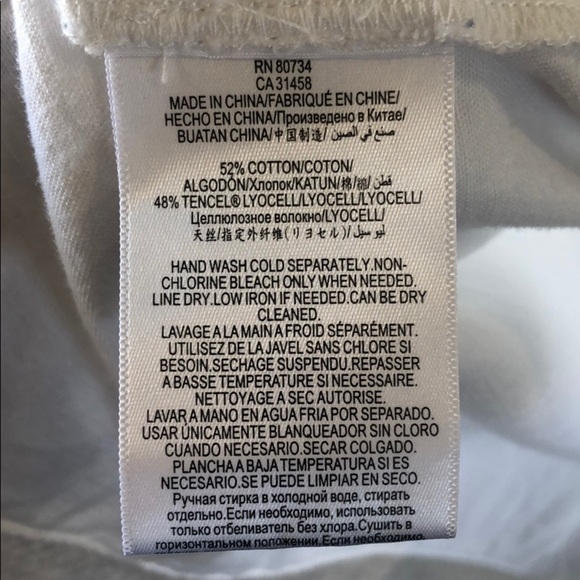 RN 80734
CA 31458
MADE IN CHINA/FABRIQUÉ EN CHINE/
HECHO EN CHINA/Произведено в Китае/
BUATAN CHINA/中国制造/ صنع في الصين/
52% COTTON/COTON/
ALGODÓN/Хлопок/KATUN/棉/綿/ قطن/
48% TENCEL® LYOCELL/LYOCELL/LYOCELL/
Целлюлозное волокно/LYOCELL/
天丝/指定外纤维(リヨセル)/ ليوسيل/
HAND WASH COLD SEPARATELY.NON-
CHLORINE BLEACH ONLY WHEN NEEDED.
LINE DRY.LOW IRON IF NEEDED.CAN BE DRY
CLEANED.
LAVAGE A LA MAIN A FROID SÉPARÉMENT.
UTILISEZ DE LA JAVEL SANS CHLORE SI
BESOIN.SECHAGE SUSPENDU.REPASSER
A BASSE TEMPERATURE SI NECESSAIRE.
NETTOYAGE A SEC AUTORISE.
LAVAR A MANO EN AGUA FRIA POR SEPARADO.
USAR ÚNICAMENTE BLANQUEADOR SIN CLORO
CUANDO NECESARIO.SECAR COLGADO.
PLANCHA A BAJA TEMPERATURA SI ES
NECESARIO.SE PUEDE LIMPIAR EN SECO.
Ручная стирка в холодной воде, стирать
отдельно.Если необходимо, использовать
только отбеливатель без хлора.Сушить в
горизонтальном положении.Если необходимо,